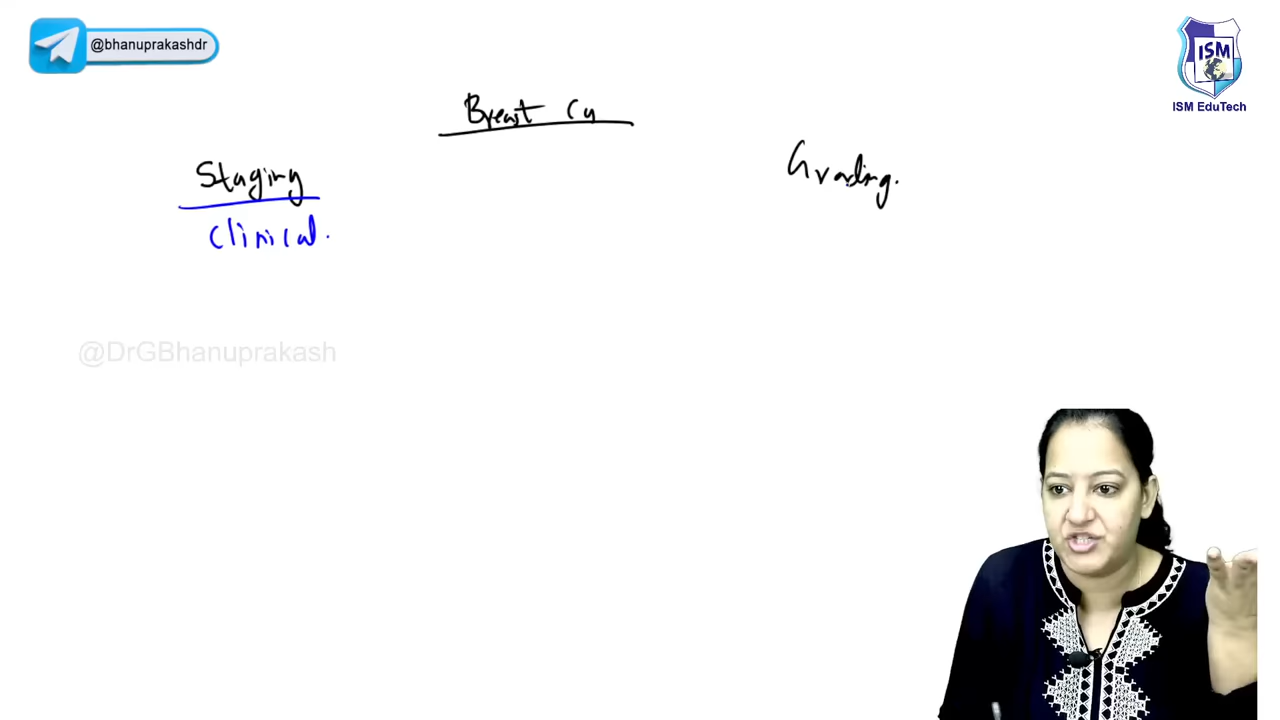 @bhanuprakashdr
ISM
ISM EduTech
Breast Ca
Staging
Grading.
Clinical.
@DrGBhanuprakash